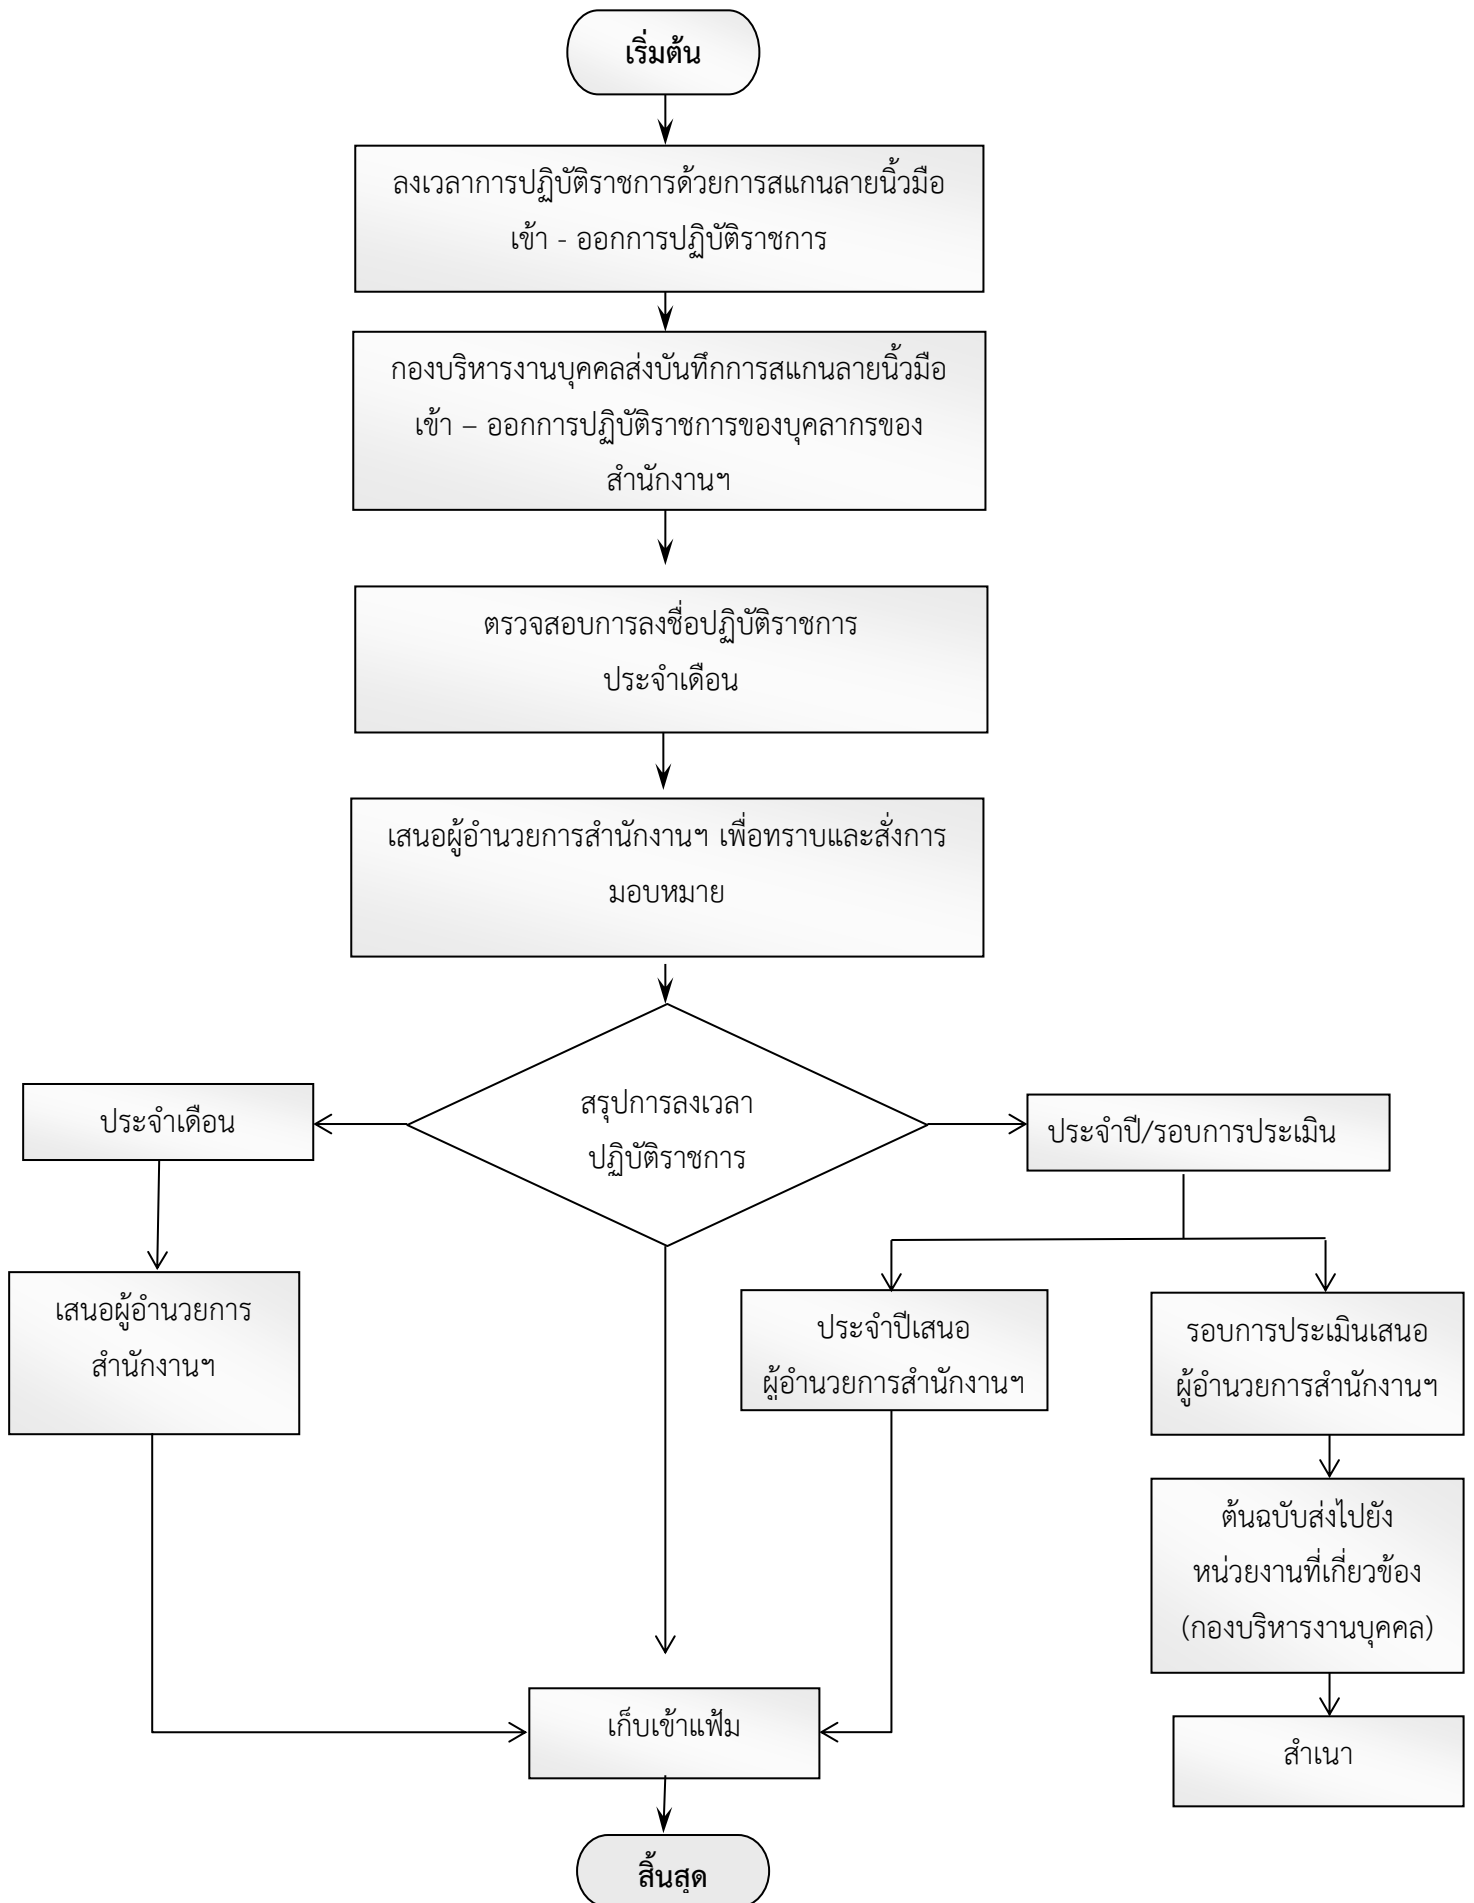 เริ่มต้น
ลงเวลาการปฏิบัติราชการด้วยการสแกนลายนิ้วมือ
เข้า - ออกการปฏิบัติราชการ
กองบริหารงานบุคคลส่งบันทึกการสแกนลายนิ้วมือ
เข้า – ออกการปฏิบัติราชการของบุคลากรของ
สำนักงานฯ
ตรวจสอบการลงชื่อปฏิบัติราชการ
ประจำเดือน
เสนอผู้อำนวยการสำนักงานฯ เพื่อทราบและสั่งการ
มอบหมาย
สรุปการลงเวลา
ปฏิบัติราชการ
ประจำเดือน
ประจำปี/รอบการประเมิน
เสนอผู้อำนวยการ
สำนักงานฯ
ประจำปีเสนอ
ผู้อำนวยการสำนักงานฯ
รอบการประเมินเสนอ
ผู้อำนวยการสำนักงานฯ
ต้นฉบับส่งไปยัง
หน่วยงานที่เกี่ยวข้อง
(กองบริหารงานบุคคล)
เก็บเข้าแฟ้ม
สำเนา
สิ้นสุด